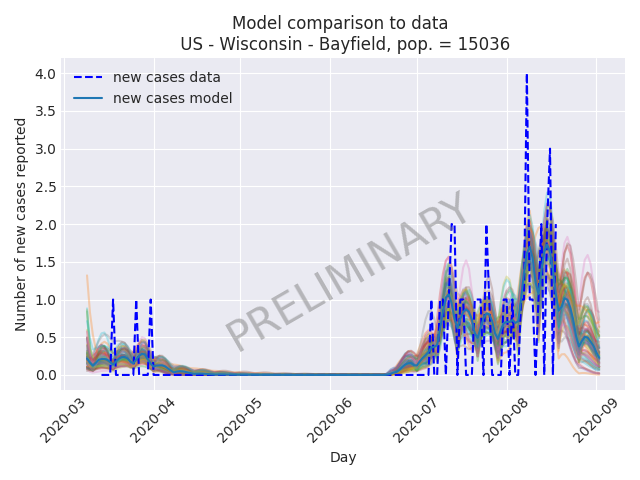 Model comparison to data
US - Wisconsin - Bayfield, pop. = 15036
new cases data
new cases model
PRELIMINARY
Number of new cases reported
4.0
3.5
3.0
2.5
2.0
1.5
1.0
0.5
0.0
2020-03
2020-04
2020-05
2020-06
2020-07
2020-08
2020-09
Day